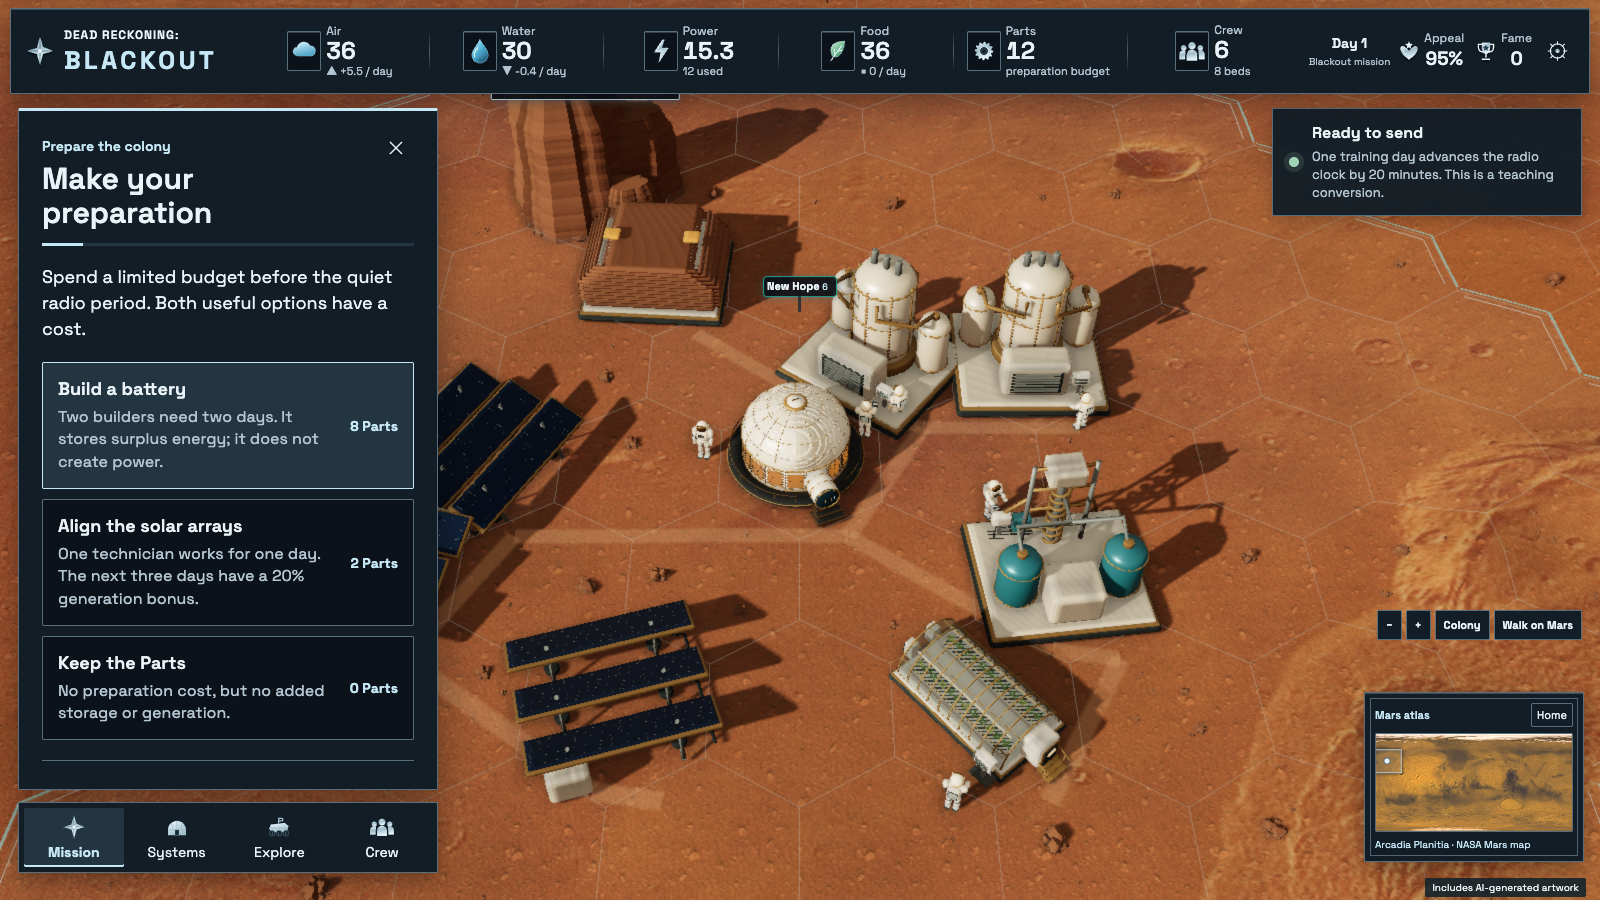 DEAD RECKONING:
BLACKOUT
Air
36
+5.5 / day
Water
30
-0.4 / day
Power
15.3
12 used
Food
36
0 / day
Parts
12
preparation budget
Crew
6
8 beds
Day 1
Blackout mission
Appeal
95%
Fame
0
Prepare the colony
Make your
preparation
Spend a limited budget before the quiet
radio period. Both useful options have a
cost.
Build a battery
Two builders need two days. It
stores surplus energy; it does not
create power.
8 Parts
Align the solar arrays
One technician works for one day.
The next three days have a 20%
generation bonus.
2 Parts
Keep the Parts
No preparation cost, but no added
storage or generation.
0 Parts
Mission
Systems
Explore
Crew
New Hope 6
Ready to send
One training day advances the radio
clock by 20 minutes. This is a teaching
conversion.
-
+
Colony
Walk on Mars
Mars atlas
Home
Arcadia Planitia · NASA Mars map
Includes AI-generated artwork